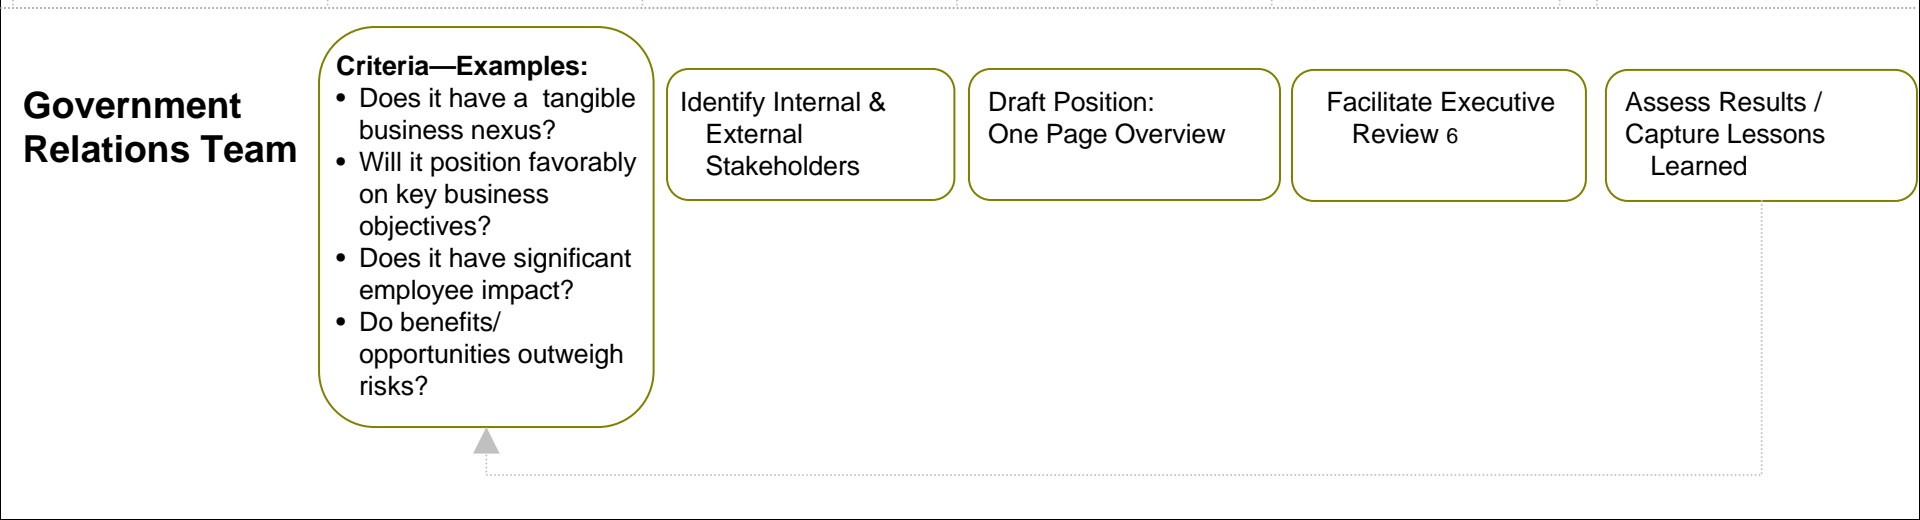 Government
Relations Team
Criteria—Examples:
• Does it have a tangible
business nexus?
• Will it position favorably
on key business
objectives?
• Does it have significant
employee impact?
• Do benefits/
opportunities outweigh
risks?
Identify Internal &
External
Stakeholders
Draft Position:
One Page Overview
Facilitate Executive
Review 6
Assess Results /
Capture Lessons
Learned